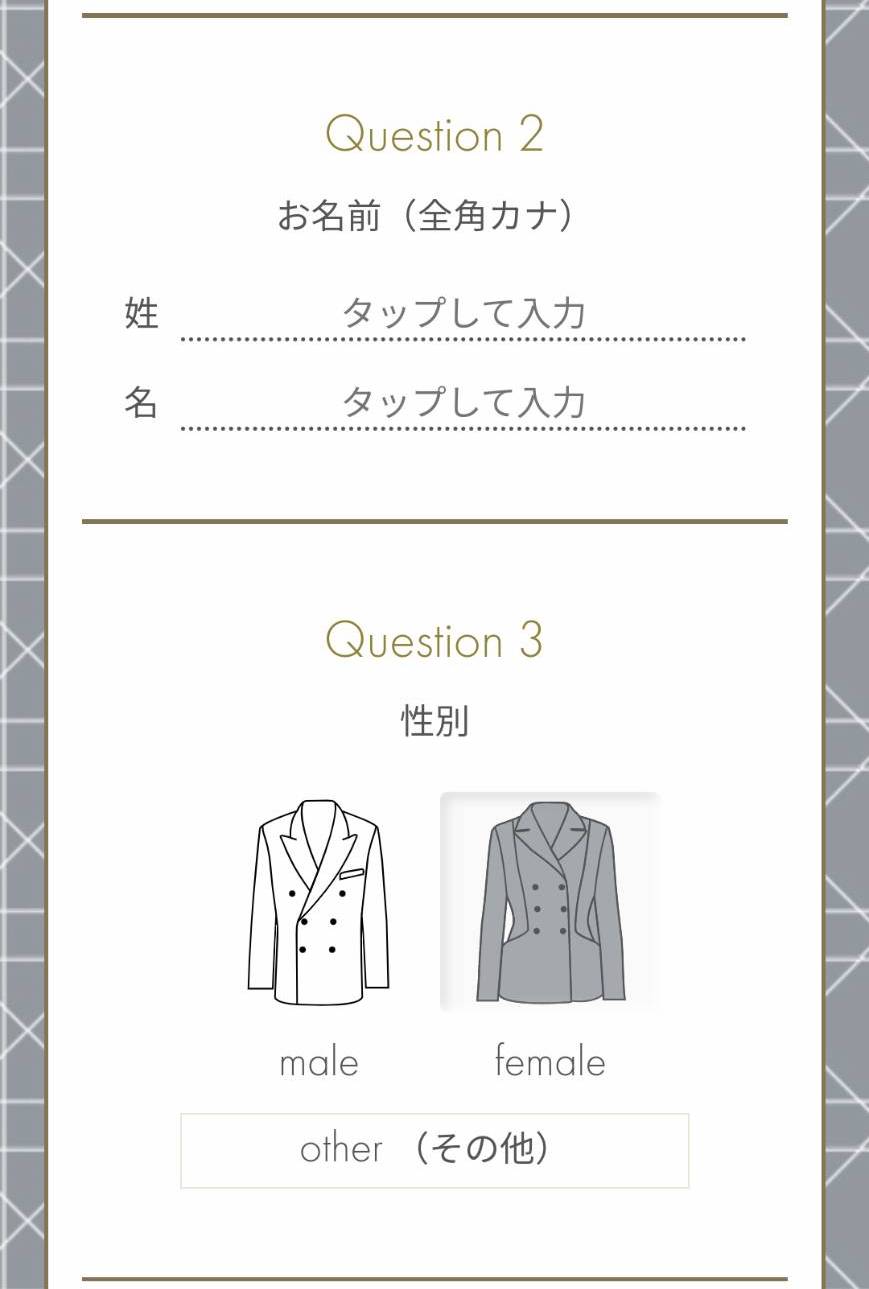 Question 2
お名前（全角カナ）
姓 タップして入力
名 タップして入力
Question 3
性別
male female
other （その他）